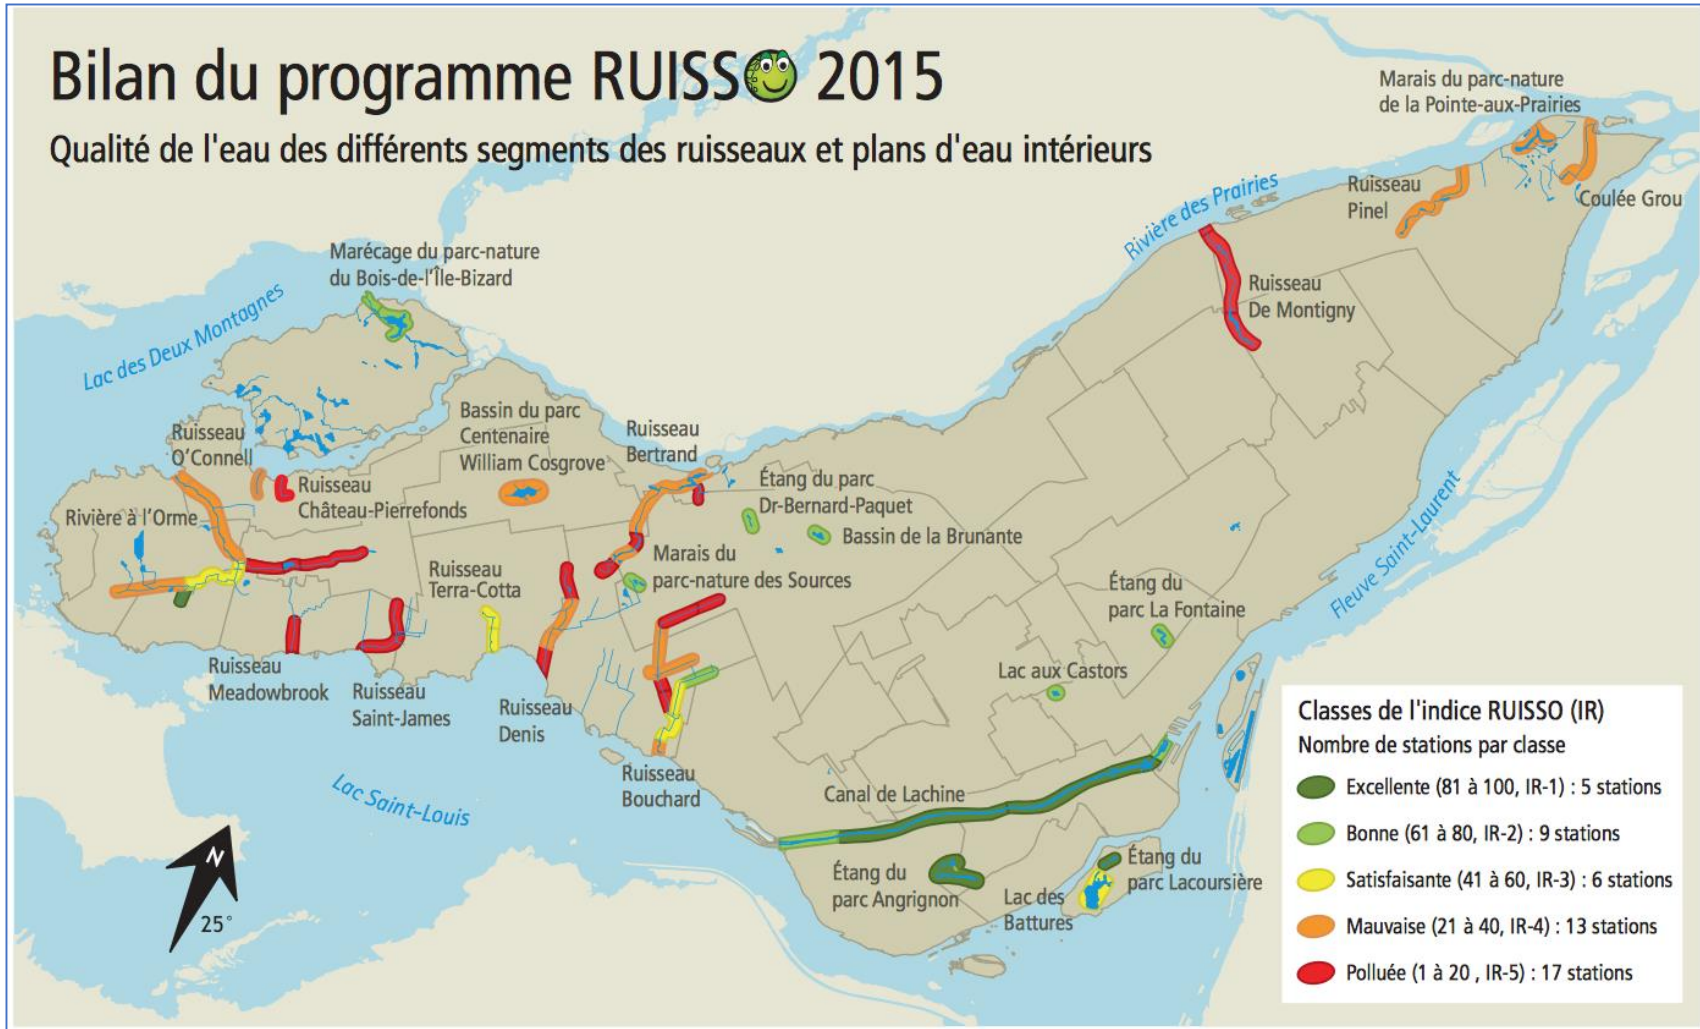 Bilan du programme RUISSO 2015
Qualité de l'eau des différents segments des ruisseaux et plans d'eau intérieurs
Marais du parc-nature
de la Pointe-aux-Prairies
Rivière des Prairies
Ruisseau
Pinel
Coulée Grou
Marécage du parc-nature
du Bois-de-l'Île-Bizard
Lac des Deux Montagnes
Ruisseau
De Montigny
Ruisseau
O'Connell
Bassin du parc
Centenaire
William Cosgrove
Ruisseau
Bertrand
Ruisseau
Château-Pierrefonds
Étang du parc
Dr-Bernard-Paquet
Rivière à l'Orme
Bassin de la Brunante
Marais du
parc-nature des Sources
Ruisseau
Terra-Cotta
Étang du
parc La Fontaine
Fleuve Saint-Laurent
Ruisseau
Meadowbrook
Ruisseau
Saint-James
Ruisseau
Denis
Lac aux Castors
Ruisseau
Bouchard
Lac Saint-Louis
Canal de Lachine
Étang du
parc Angrignon
Lac des
Battures
Étang du
parc Lacoursière
N
25°
Classes de l'indice RUISSO (IR)
Nombre de stations par classe
Excellente (81 à 100, IR-1) : 5 stations
Bonne (61 à 80, IR-2) : 9 stations
Satisfaisante (41 à 60, IR-3) : 6 stations
Mauvaise (21 à 40, IR-4) : 13 stations
Polluée (1 à 20 , IR-5) : 17 stations